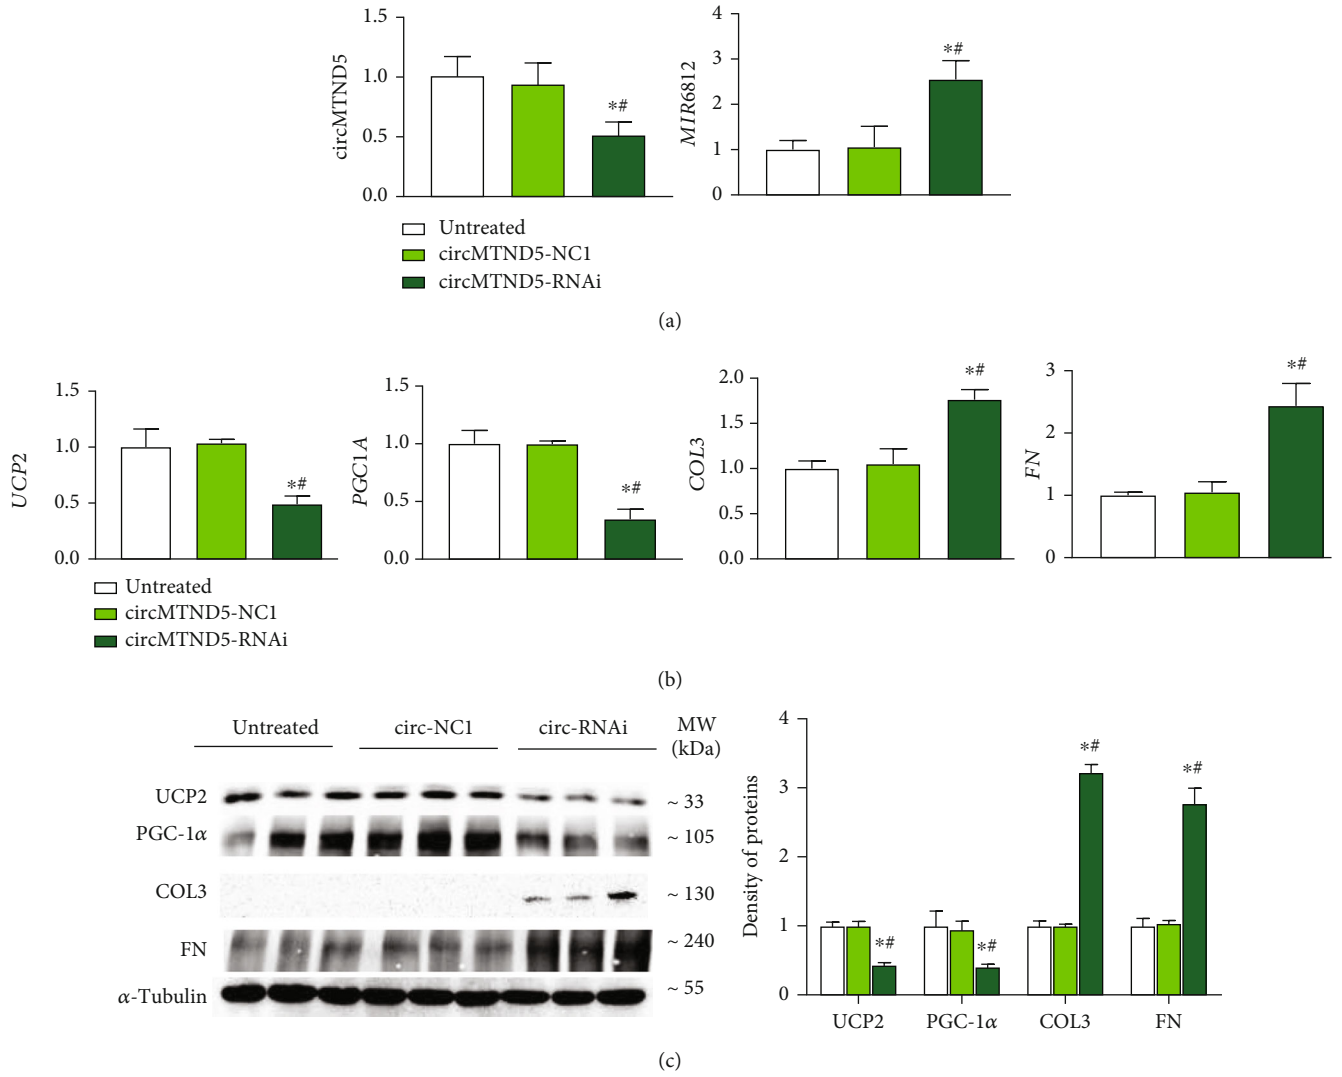 circMTND5
1.5
1.0
0.5
0.0
*#
MIR6812
4
3
2
1
0
*#
Untreated
circMTND5-NC1
circMTND5-RNAi
(a)
UCP2
1.5
1.0
0.5
0.0
*#
PGC1A
1.5
1.0
0.5
0.0
*#
COL3
2.0
1.5
1.0
0.5
0.0
*#
FN
3
2
1
0
*#
Untreated
circMTND5-NC1
circMTND5-RNAi
(b)
Untreated circ-NC1 circ-RNAi MW
(kDa)
UCP2 ~ 33
PGC-1α ~ 105
COL3 ~ 130
FN ~ 240
α-Tubulin ~ 55
Density of proteins
4
3
2
1
0
*# *# *# *#
UCP2 PGC-1α COL3 FN
(c)